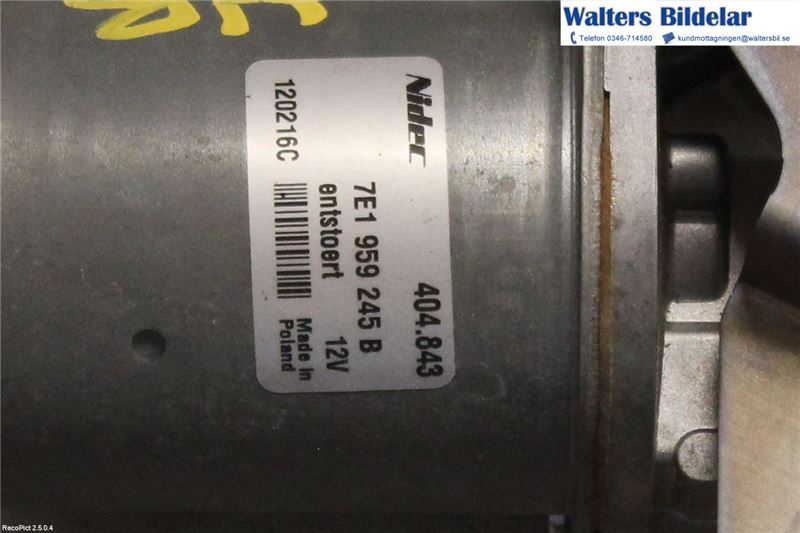 Walters Bildelar
Telefon 0346-714580 kundmottagningen@waltersbil.se
Nidec 404.843
7E1 959 245 B
entstoert 12V
120216C Made in
Poland
RecoPict 2.5.0.4